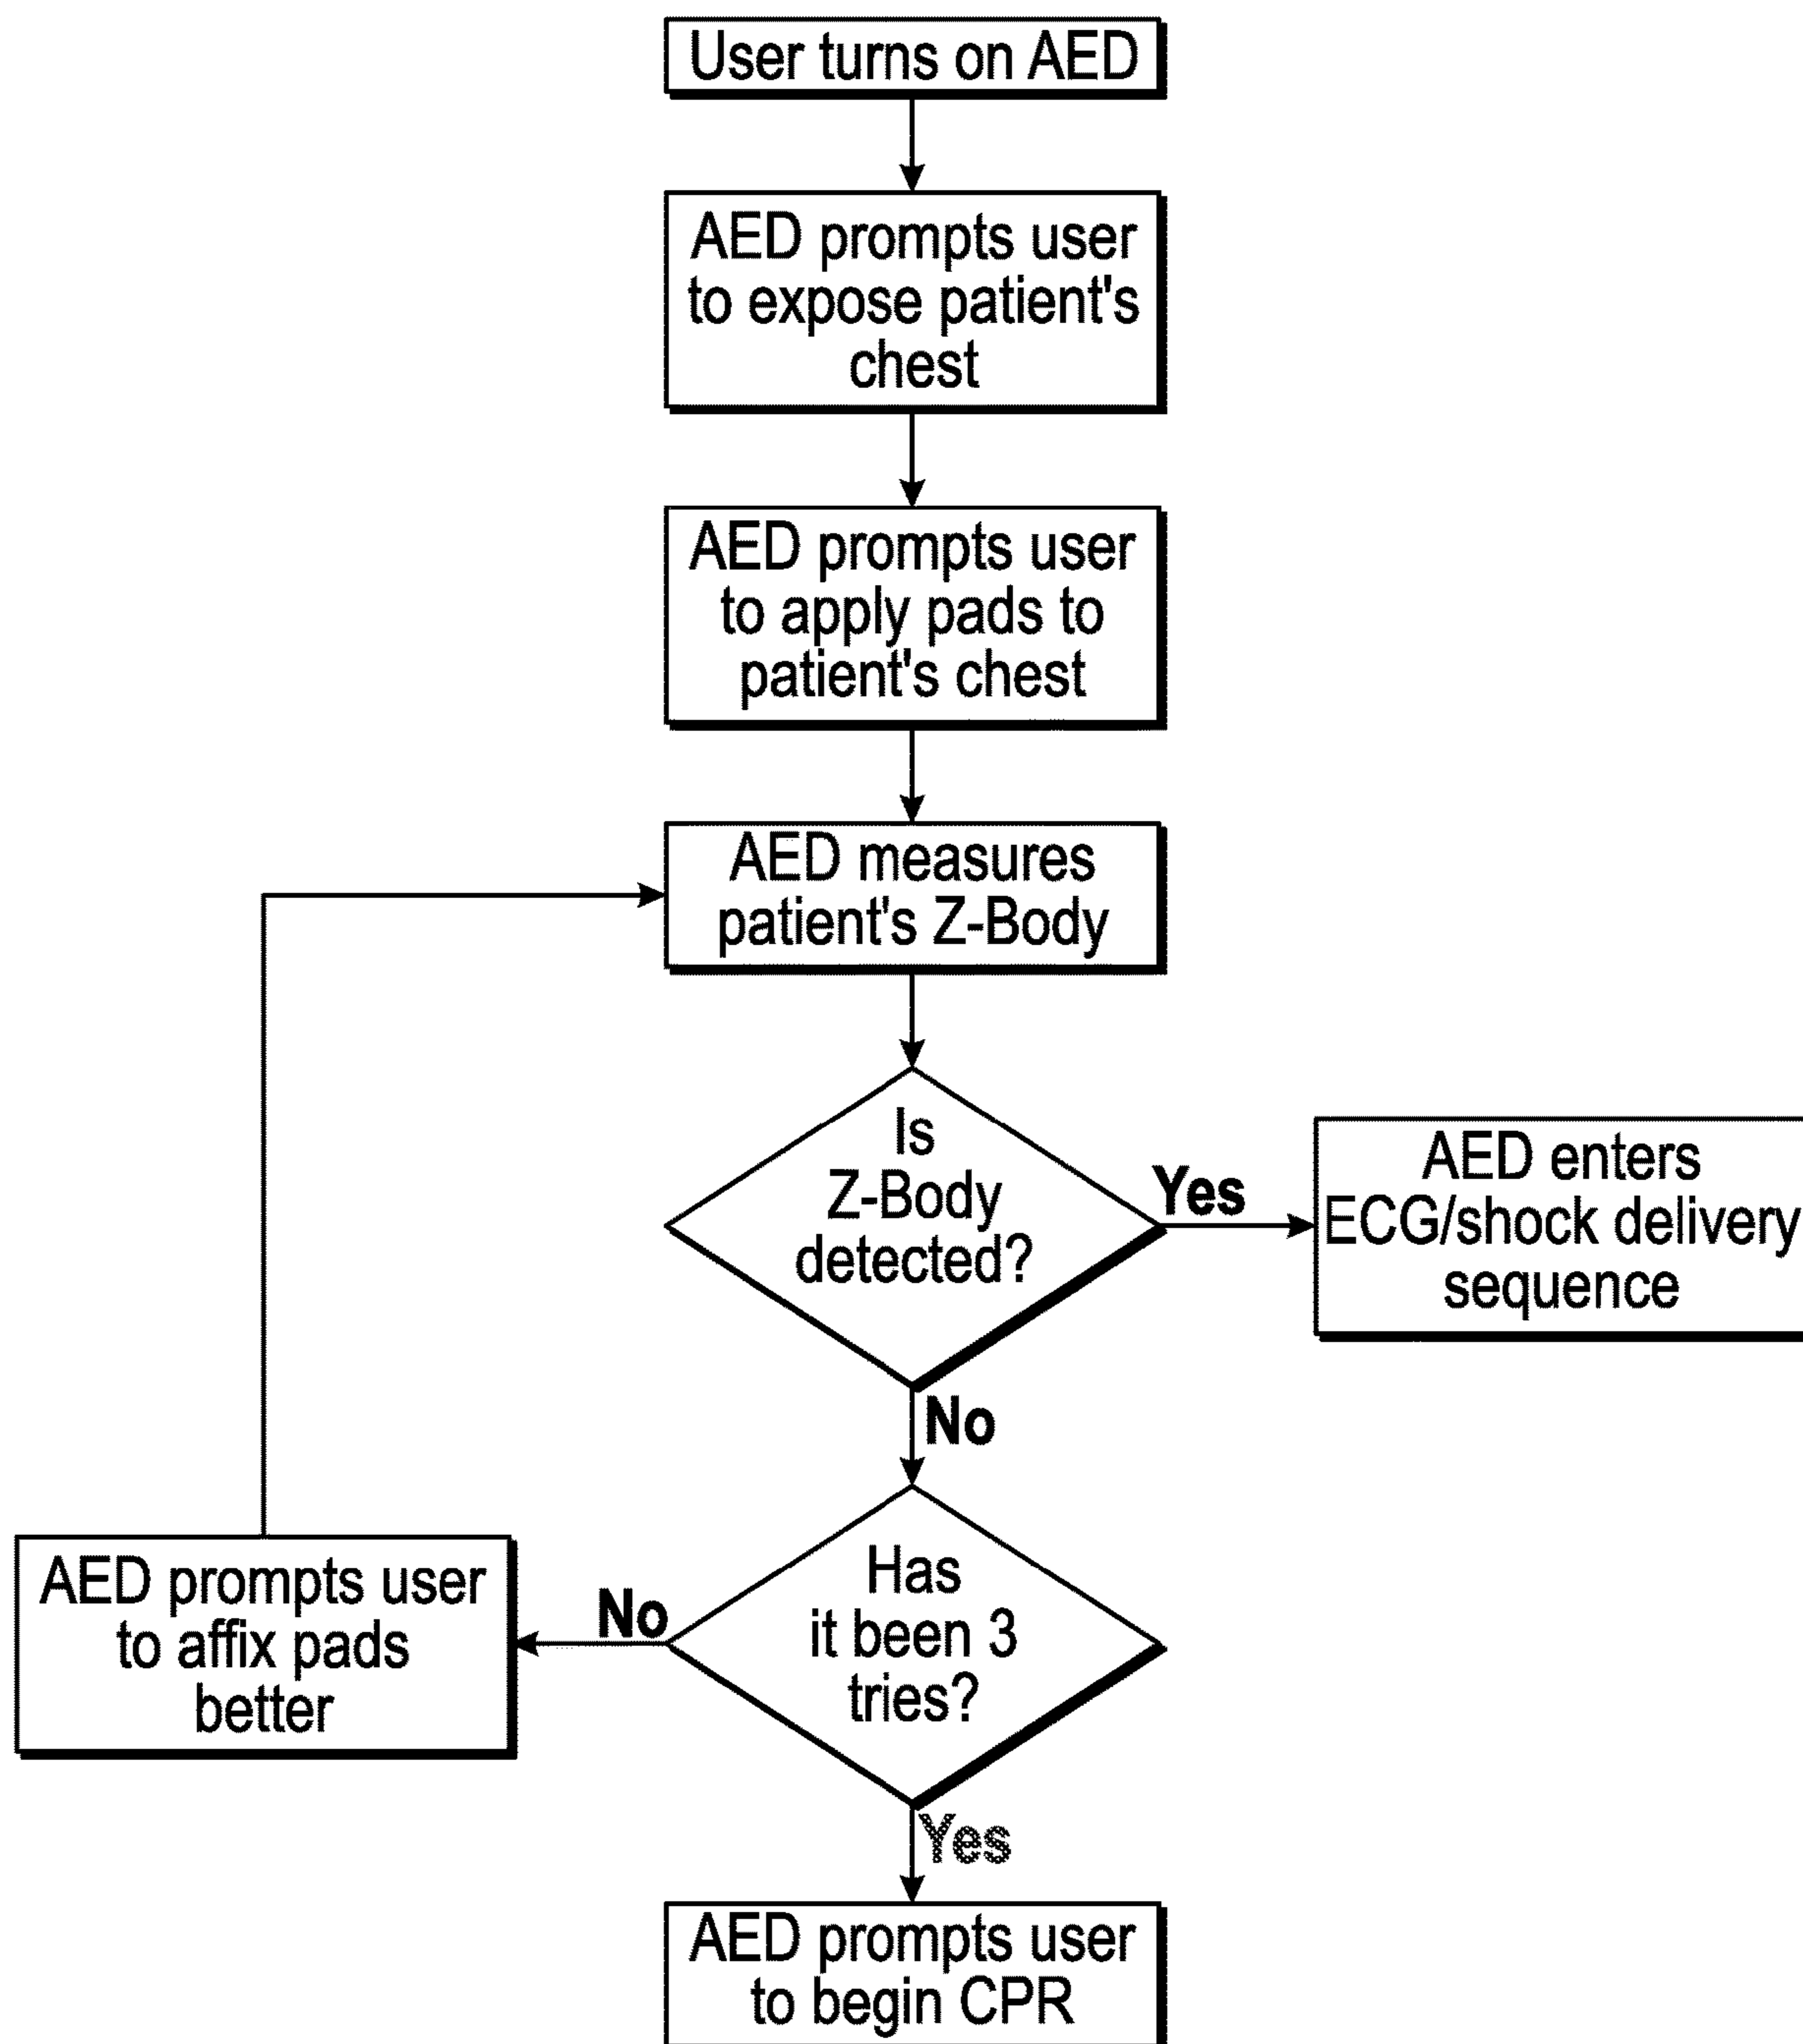 User turns on AED
AED prompts user
to expose patient's
chest
AED prompts user
to apply pads to
patient's chest
AED measures
patient's Z-Body
Is
Z-Body
detected?
Yes
AED enters
ECG/shock delivery
sequence
No
Has
it been 3
tries?
No
AED prompts user
to affix pads
better
Yes
AED prompts user
to begin CPR